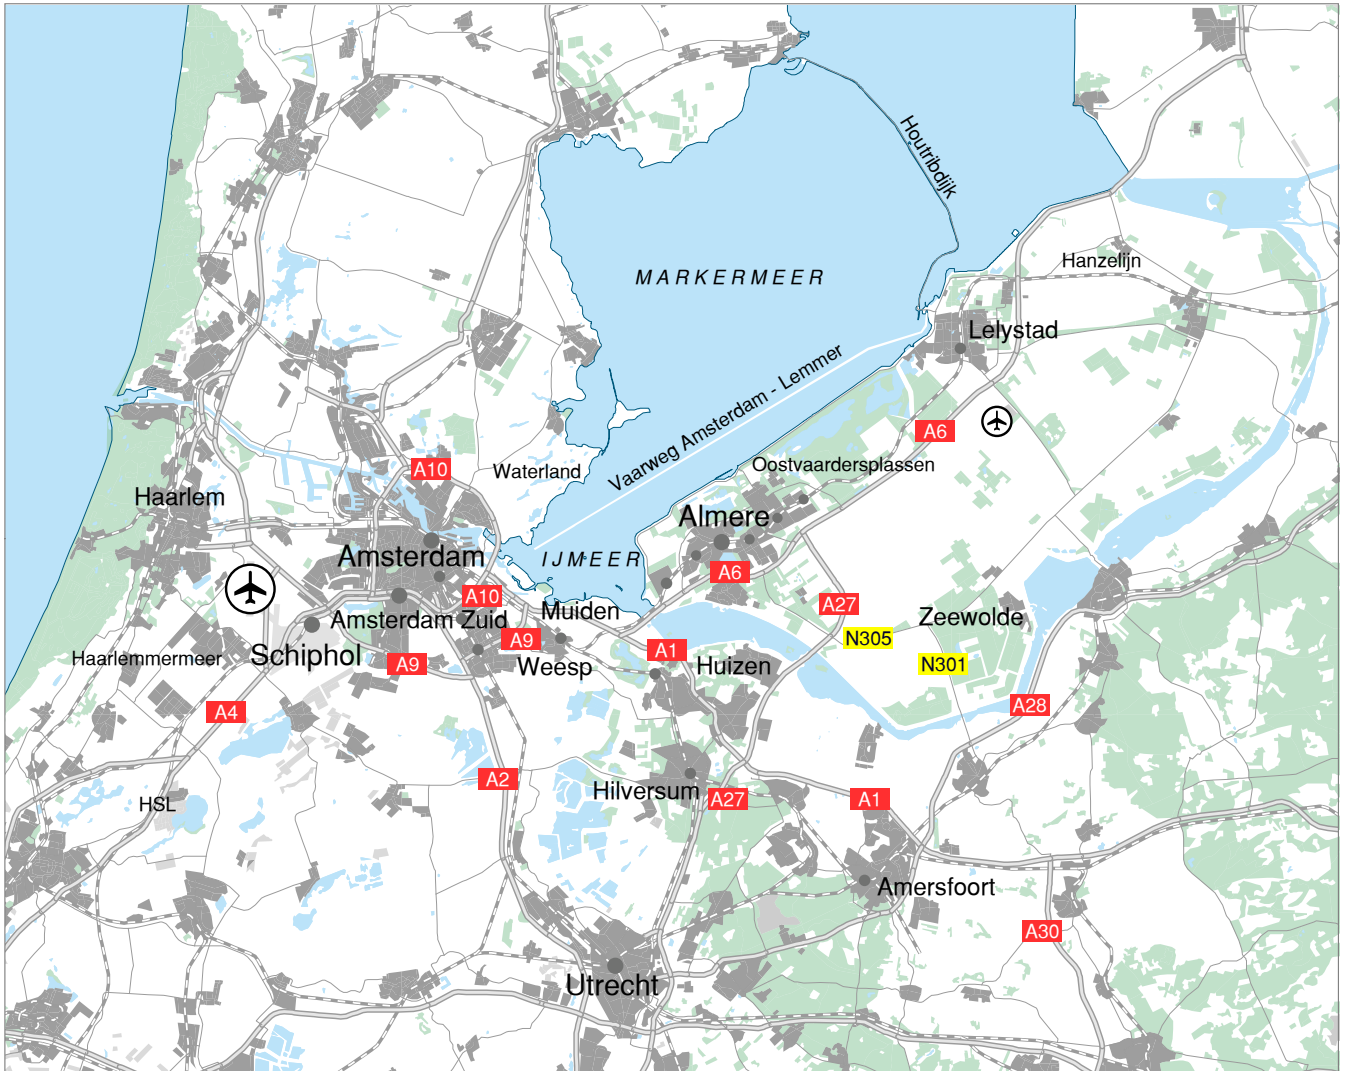 Houtribdijk
Hanzelijn
MARKERMEER
Lelystad
Vaarweg Amsterdam - Lemmer
A6
A10
Waterland
Oostvaardersplassen
Haarlem
Almere
Amsterdam
IJMEER
A6
A10
Muiden
A27
Zeewolde
Amsterdam Zuid
A9
N305
Haarlemmermeer
Schiphol
A9
Weesp
A1
Huizen
N301
A4
A28
A2
Hilversum
A27
A1
HSL
Amersfoort
A30
Utrecht